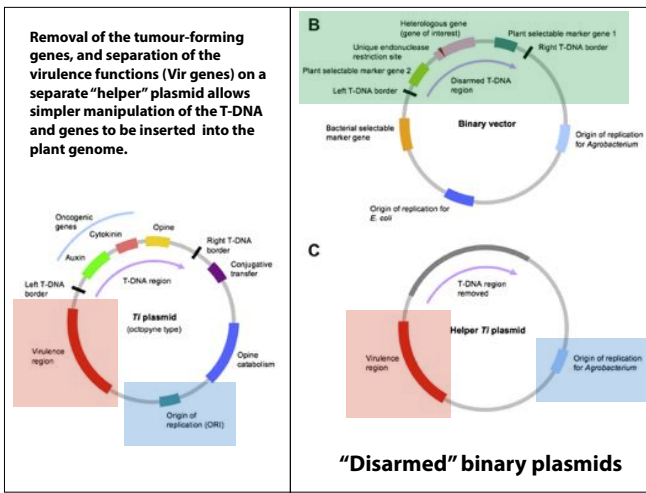 Removal of the tumour-forming
genes, and separation of the
virulence functions (Vir genes) on a
separate “helper” plasmid allows
simpler manipulation of the T-DNA
and genes to be inserted into the
plant genome.
Oncogenic
genes
Cytokinin
Opine
Auxin
Right T-DNA
border
Conjugative
transfer
Left T-DNA
border
T-DNA region
Ti plasmid
(octopyne type)
Virulence
region
Opine
catabolism
Origin of
replication (ORI)
B
Heterologous gene
(gene of interest)
Plant selectable marker gene 1
Unique endonuclease
restriction site
Right T-DNA border
Plant selectable marker gene 2
Disarmed T-DNA
region
Left T-DNA border
Bacterial selectable
marker gene
Binary vector
Origin of replication
for Agrobacterium
Origin of replication for
E. coli
C
T-DNA region
removed
Helper Ti plasmid
Virulence
region
Origin of replication
for Agrobacterium
“Disarmed” binary plasmids